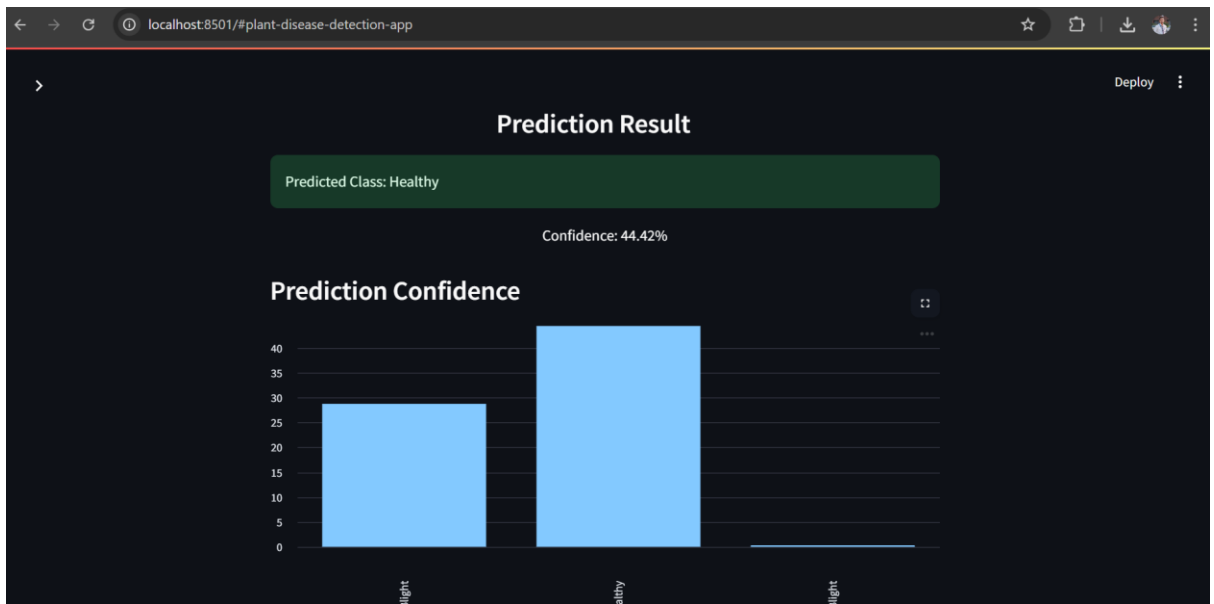 localhost:8501/#plant-disease-detection-app
Deploy
Prediction Result
Predicted Class: Healthy
Confidence: 44.42%
Prediction Confidence
40
35
30
25
20
15
10
5
0